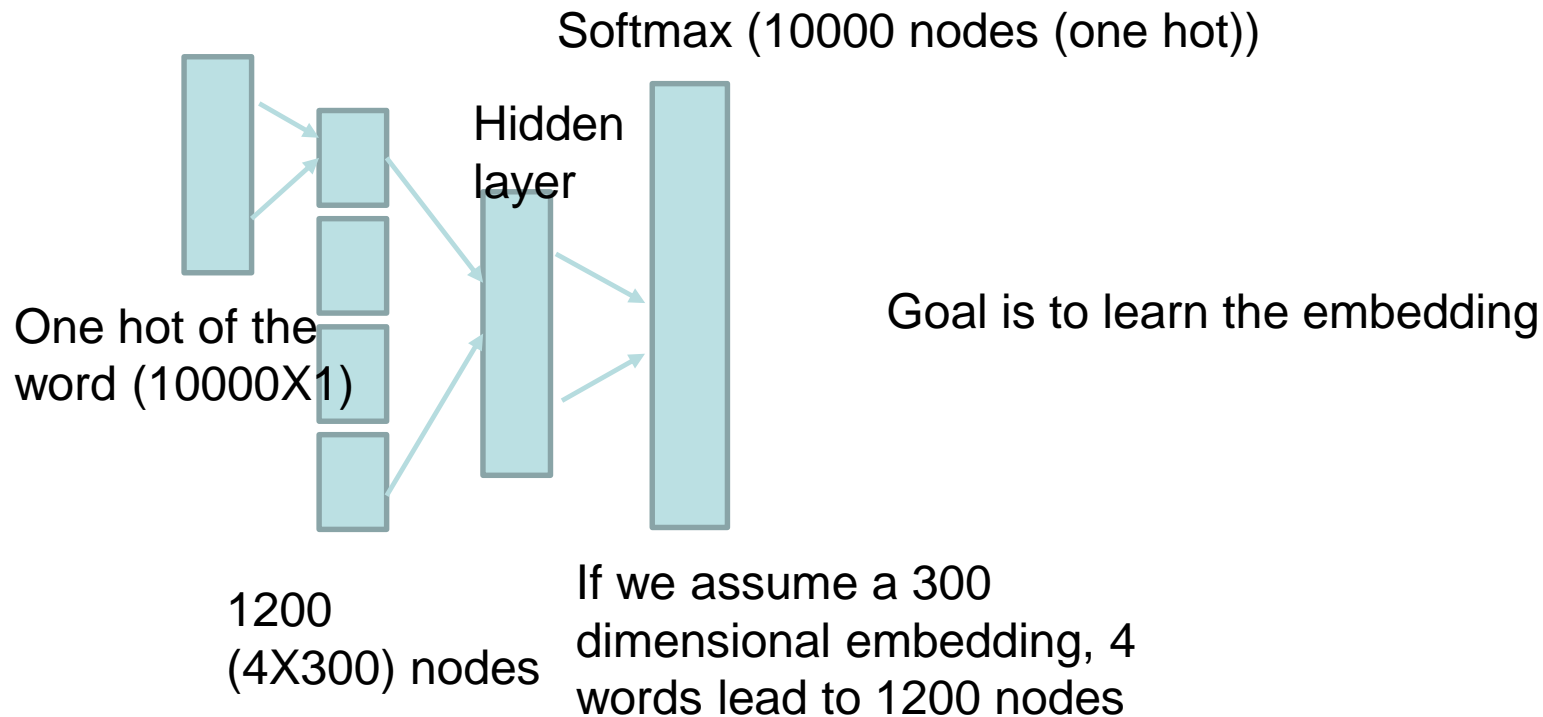 Softmax (10000 nodes (one hot))
Hidden
layer
One hot of the
word (10000X1)
Goal is to learn the embedding
1200
(4X300) nodes
If we assume a 300
dimensional embedding, 4
words lead to 1200 nodes